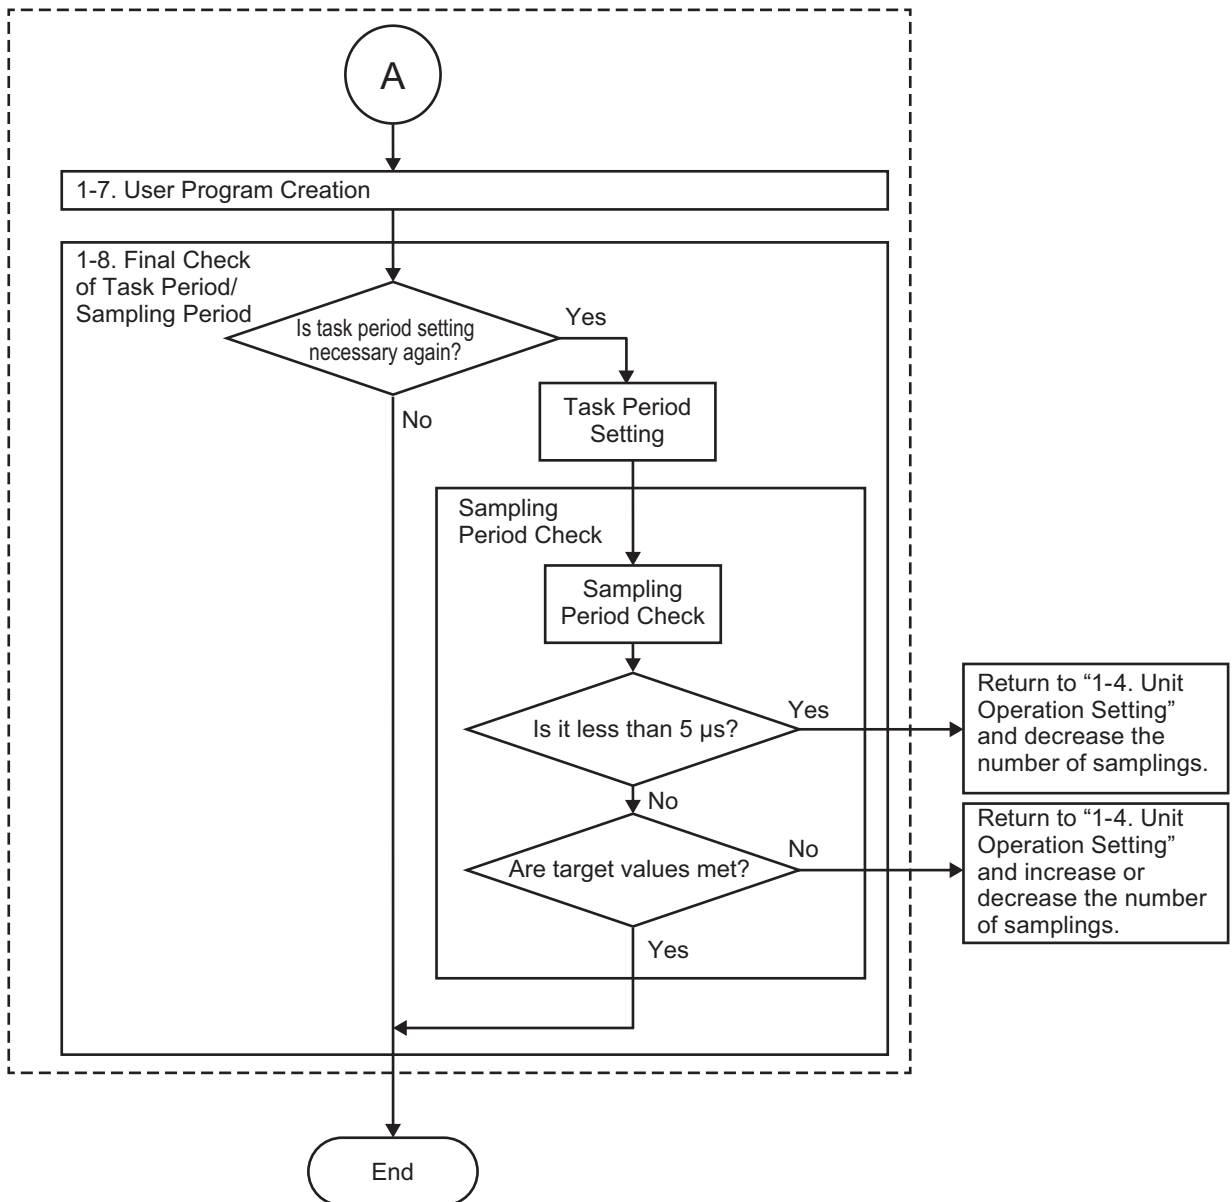 A
1-7. User Program Creation
1-8. Final Check
of Task Period/
Sampling Period
Is task period setting
necessary again?
Yes
No
Task Period
Setting
Sampling
Period Check
Sampling
Period Check
Is it less than 5 µs?
Yes
Return to “1-4. Unit
Operation Setting”
and decrease the
number of samplings.
No
Are target values met?
No
Return to “1-4. Unit
Operation Setting”
and increase or
decrease the number
of samplings.
Yes
End